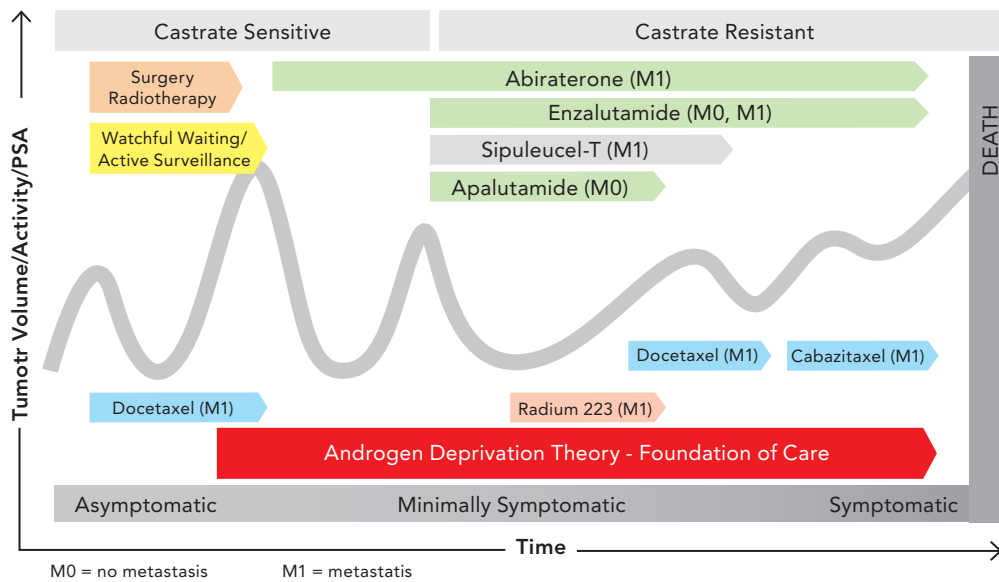 Castrate Sensitive
Castrate Resistant
Surgery
Radiotherapy
Abiraterone (M1)
Enzalutamide (M0, M1)
Watchful Waiting/
Active Surveillance
Sipuleucel-T (M1)
Apalutamide (M0)
DEATH
Tumotr Volume/Activity/PSA
Docetaxel (M1)
Cabazitaxel (M1)
Docetaxel (M1)
Radium 223 (M1)
Androgen Deprivation Theory - Foundation of Care
Asymptomatic
Minimally Symptomatic
Symptomatic
Time
M0 = no metastasis
M1 = metastatis